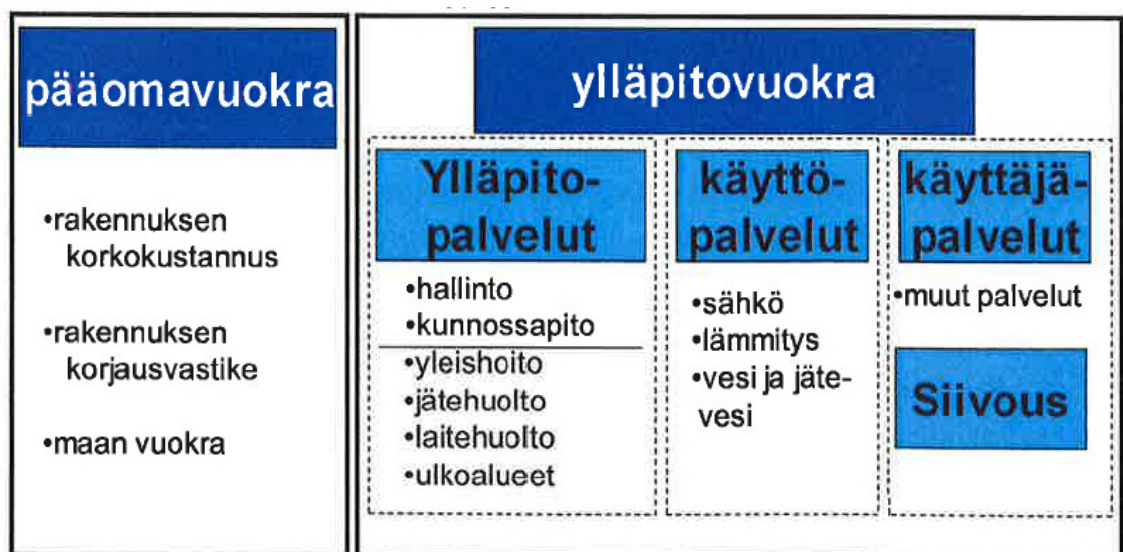 pääomavuokra
•rakennuksen
korkokustannus
•rakennuksen
korjausvastike
•maan vuokra
ylläpitovuokra
Ylläpito-
palvelut
•hallinto
•kunnossapito
•yleishoito
•jätehuolto
•laitehuolto
•ulkoalueet
käyttö-
palvelut
•sähkö
•lämmitys
•vesi ja jäte-
vesi
käyttäjä-
palvelut
•muut palvelut
Siivous